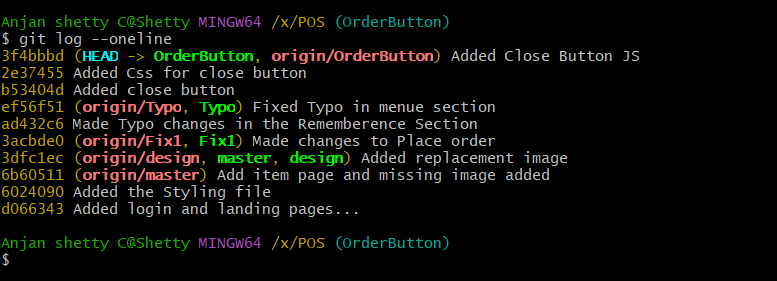 Anjan shetty C@Shetty MINGW64 /x/POS (OrderButton)
$ git log --oneline
3f4bbbd (HEAD -> OrderButton, origin/OrderButton) Added Close Button JS
2e37455 Added Css for close button
b53404d Added close button
ef56f51 (origin/Typo, Typo) Fixed Typo in menue section
ad432c6 Made Typo changes in the Rememberence Section
3acbde0 (origin/Fix1, Fix1) Made changes to Place order
3dfc1ec (origin/design, master, design) Added replacement image
6b60511 (origin/master) Add item page and missing image added
6024090 Added the Styling file
d066343 Added login and landing pages...
Anjan shetty C@Shetty MINGW64 /x/POS (OrderButton)
$